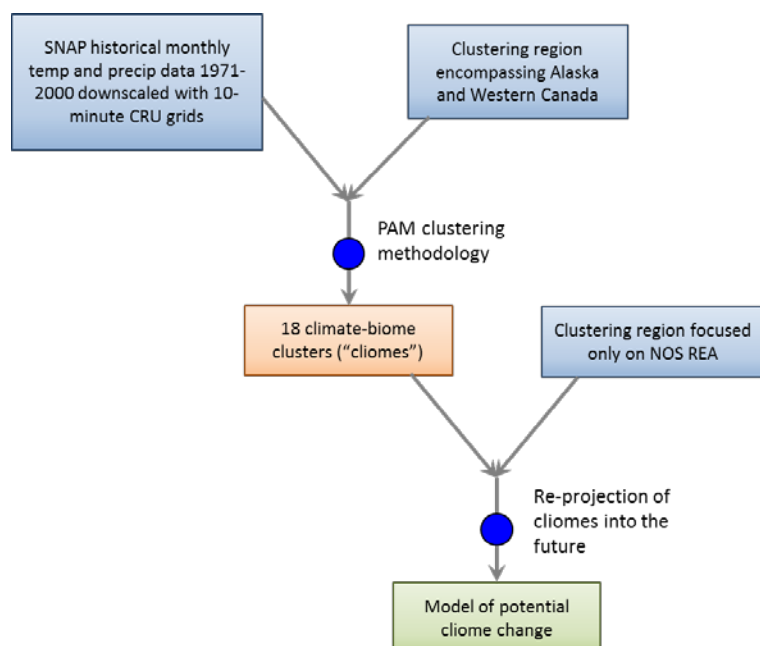 SNAP historical monthly
temp and precip data 1971-
2000 downscaled with 10-
minute CRU grids
Clustering region
encompassing Alaska
and Western Canada
PAM clustering
methodology
18 climate-biome
clusters (“cliomes”)
Clustering region focused
only on NOS REA
Re-projection of
cliomes into the
future
Model of potential
cliome change